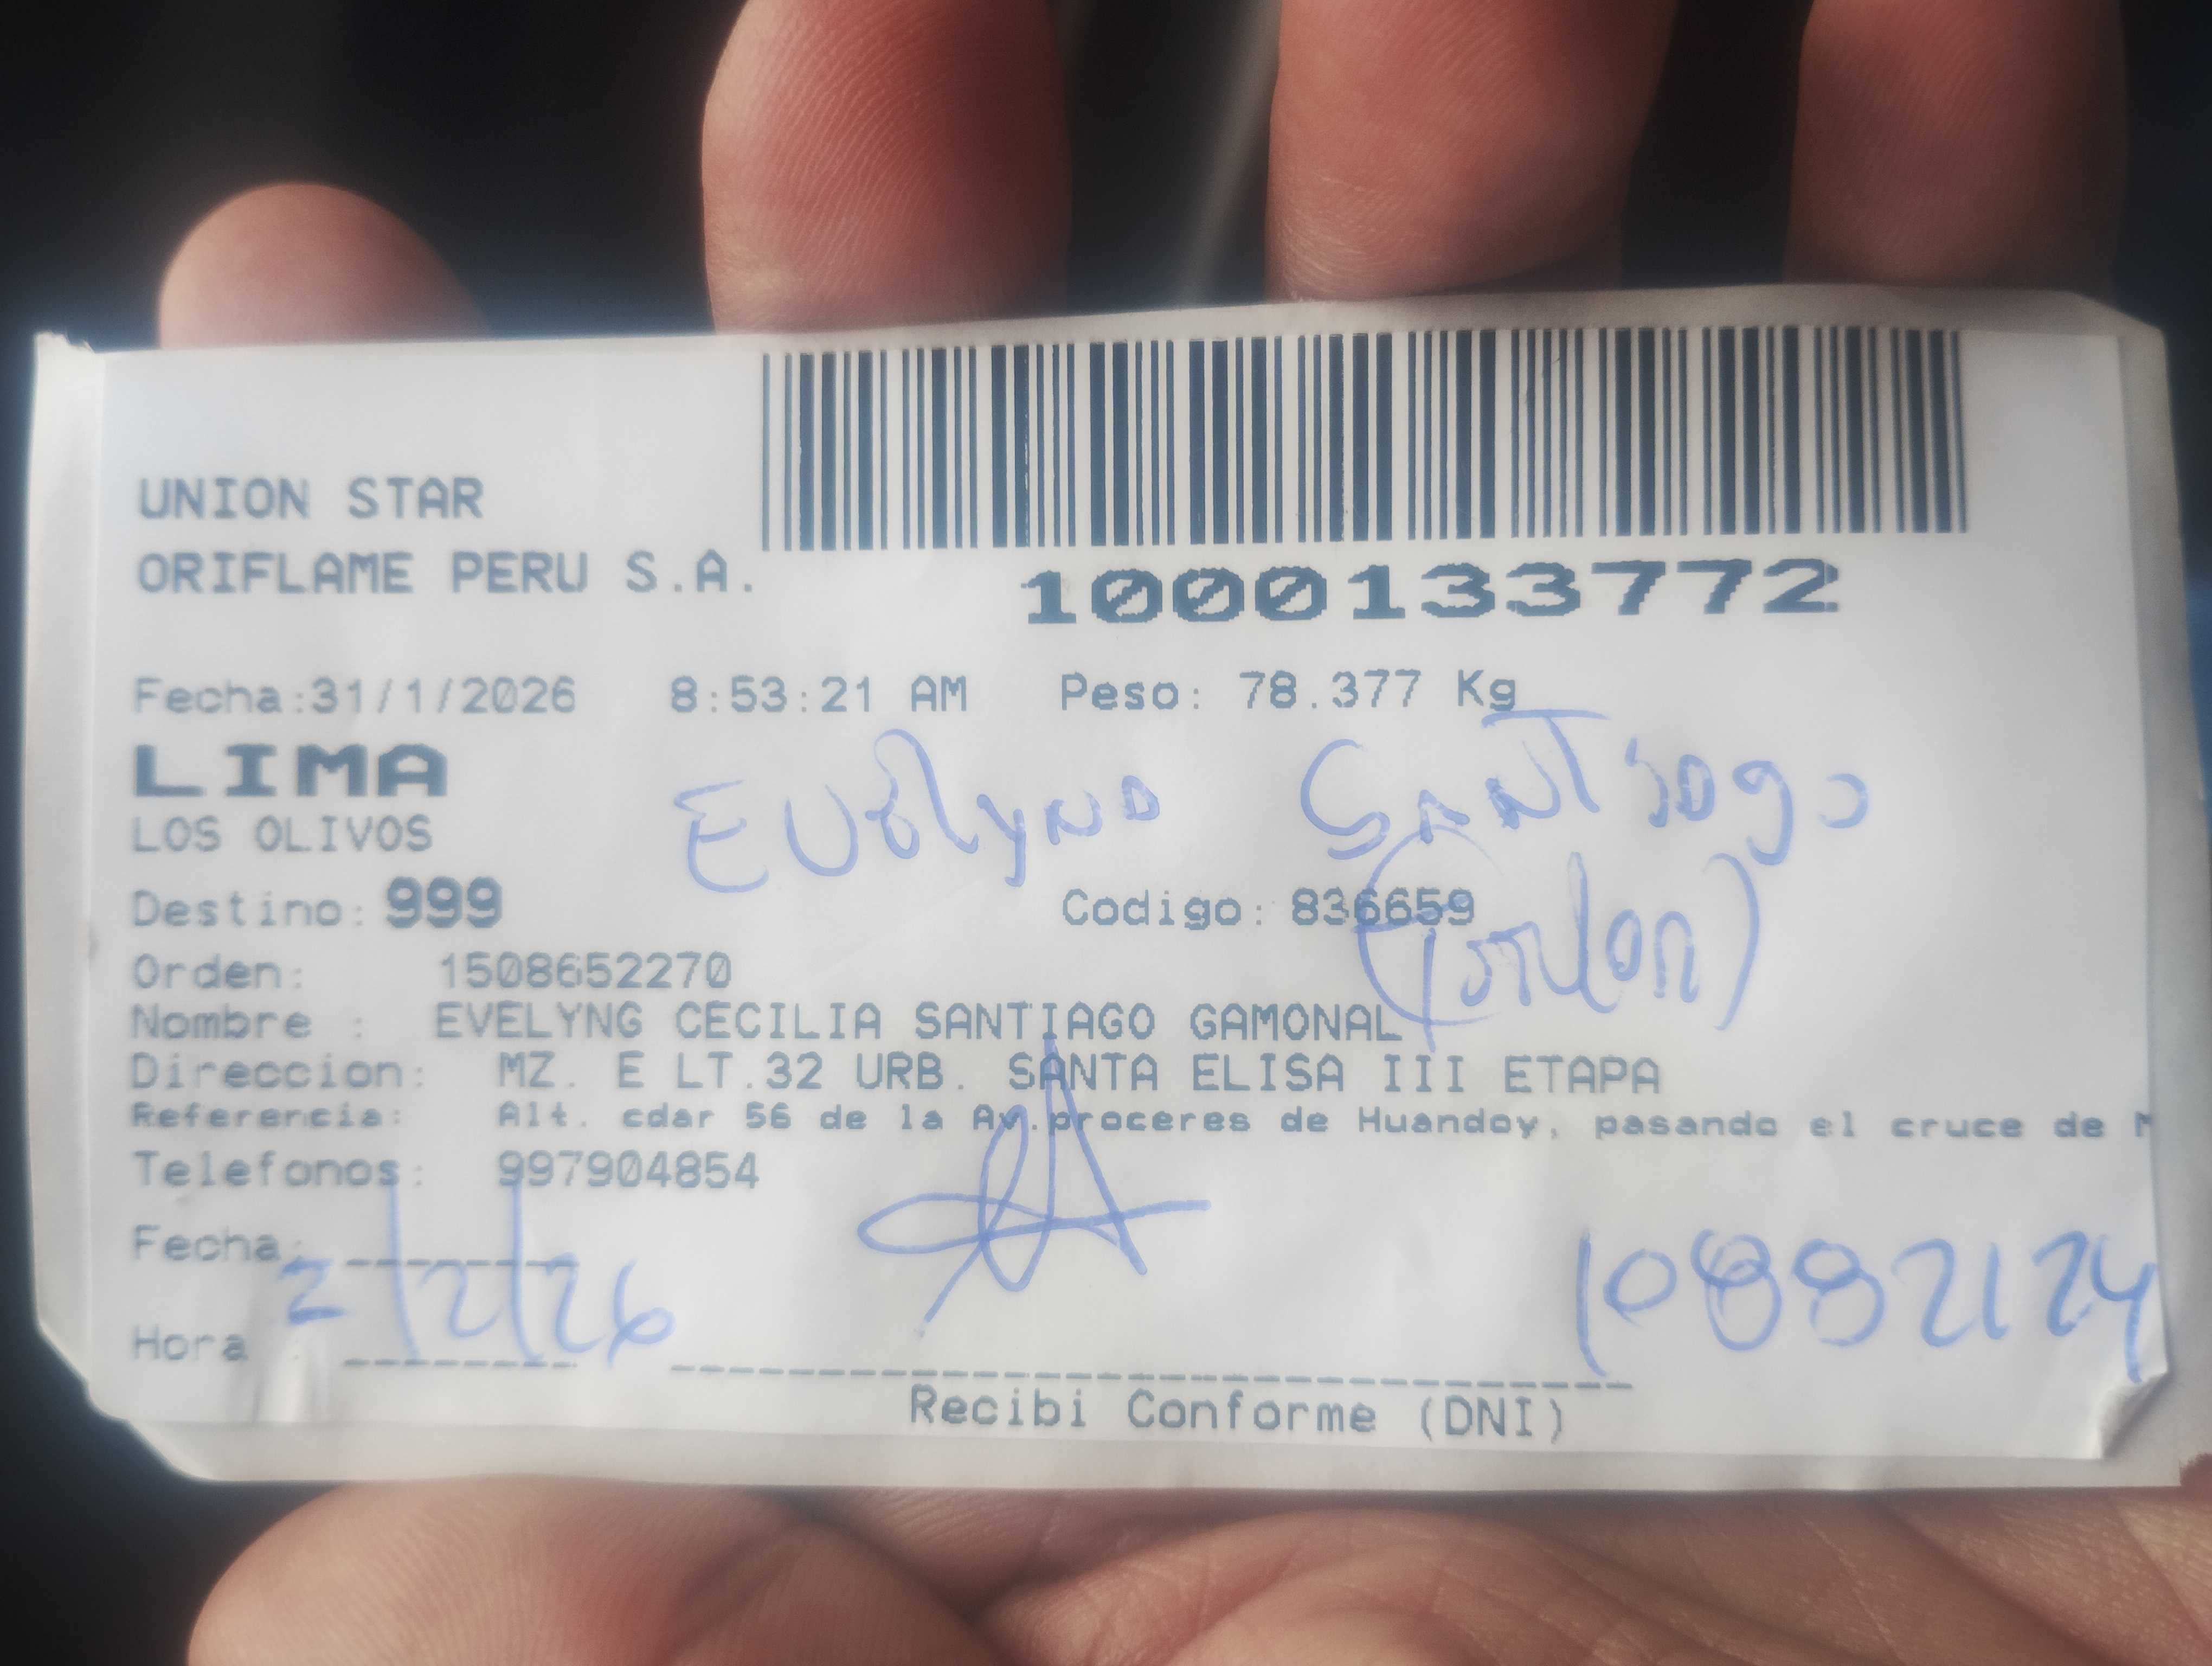 UNION STAR
ORIFLAME PERU S.A.
1000133772
Fecha:31/1/2026 8:53:21 AM Peso: 78.377 Kg
LIMA
LOS OLIVOS
Evelyng Santiago
Destino: 999 Codigo: 836659
Orden: 1508652270
Nombre : EVELYNG CECILIA SANTIAGO GAMONAL
Direccion: MZ. E LT.32 URB. SANTA ELISA III ETAPA
Referencia: Alt. cdar 56 de la Av.proceres de Huandoy, pasando el cruce de M
Telefonos: 997904854
Fecha: 2/2/26
10882124
Hora :
Recibi Conforme (DNI)